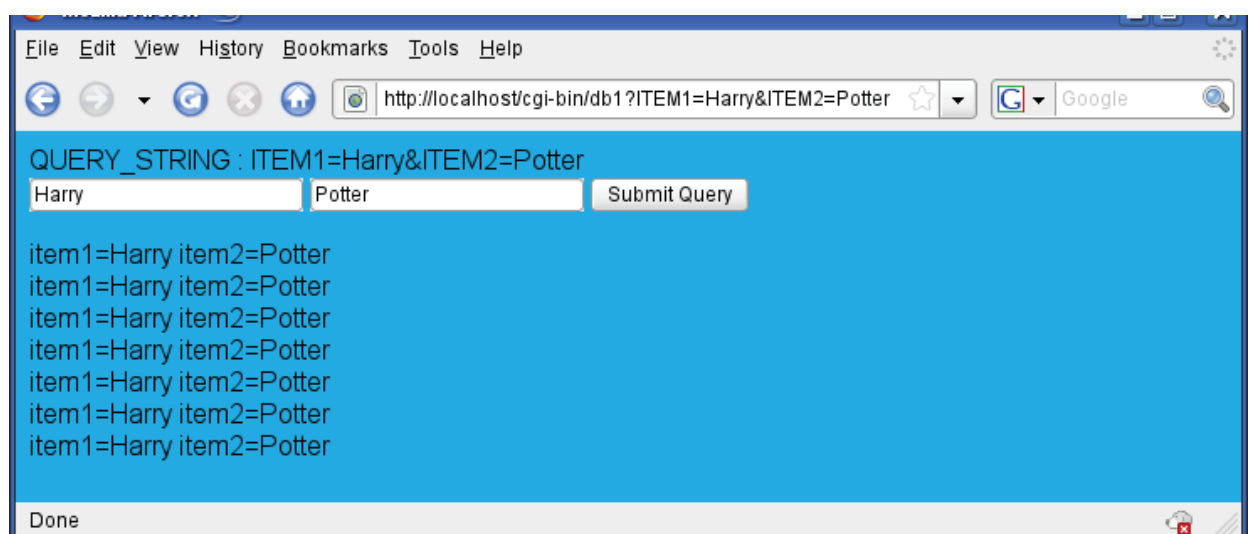 File Edit View History Bookmarks Tools Help
http://localhost/cgi-bin/db1?ITEM1=Harry&ITEM2=Potter G Google
QUERY_STRING : ITEM1=Harry&ITEM2=Potter
Harry Potter Submit Query
item1=Harry item2=Potter
item1=Harry item2=Potter
item1=Harry item2=Potter
item1=Harry item2=Potter
item1=Harry item2=Potter
item1=Harry item2=Potter
item1=Harry item2=Potter
Done